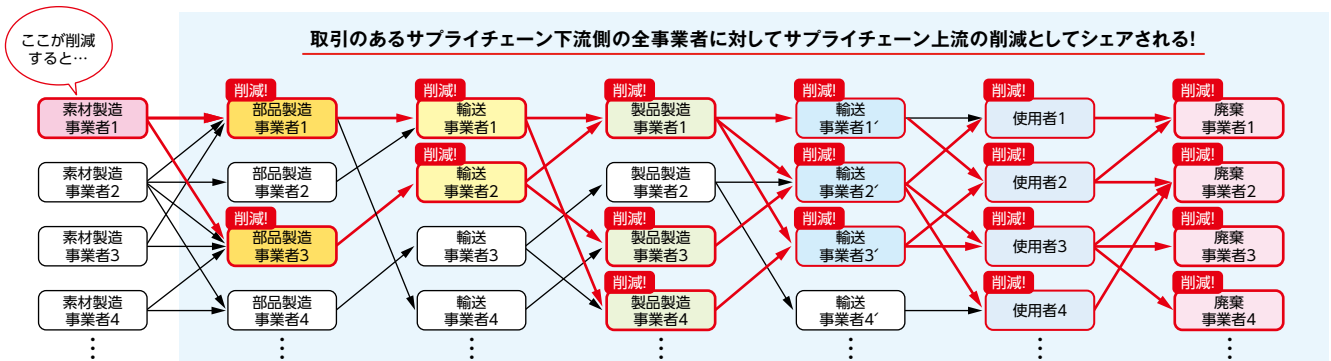 ここが削減
すると…
取引のあるサプライチェーン下流側の全事業者に対してサプライチェーン上流の削減としてシェアされる!
素材製造
事業者1
削減!
部品製造
事業者1
削減!
輸送
事業者1
削減!
製品製造
事業者1
削減!
輸送
事業者1′
削減!
使用者1
削減!
廃棄
事業者1
素材製造
事業者2
部品製造
事業者2
削減!
輸送
事業者2
製品製造
事業者2
削減!
輸送
事業者2′
削減!
使用者2
削減!
廃棄
事業者2
素材製造
事業者3
削減!
部品製造
事業者3
輸送
事業者3
削減!
製品製造
事業者3
削減!
輸送
事業者3′
削減!
使用者3
削減!
廃棄
事業者3
素材製造
事業者4
部品製造
事業者4
輸送
事業者4
削減!
製品製造
事業者4
輸送
事業者4′
削減!
使用者4
削減!
廃棄
事業者4